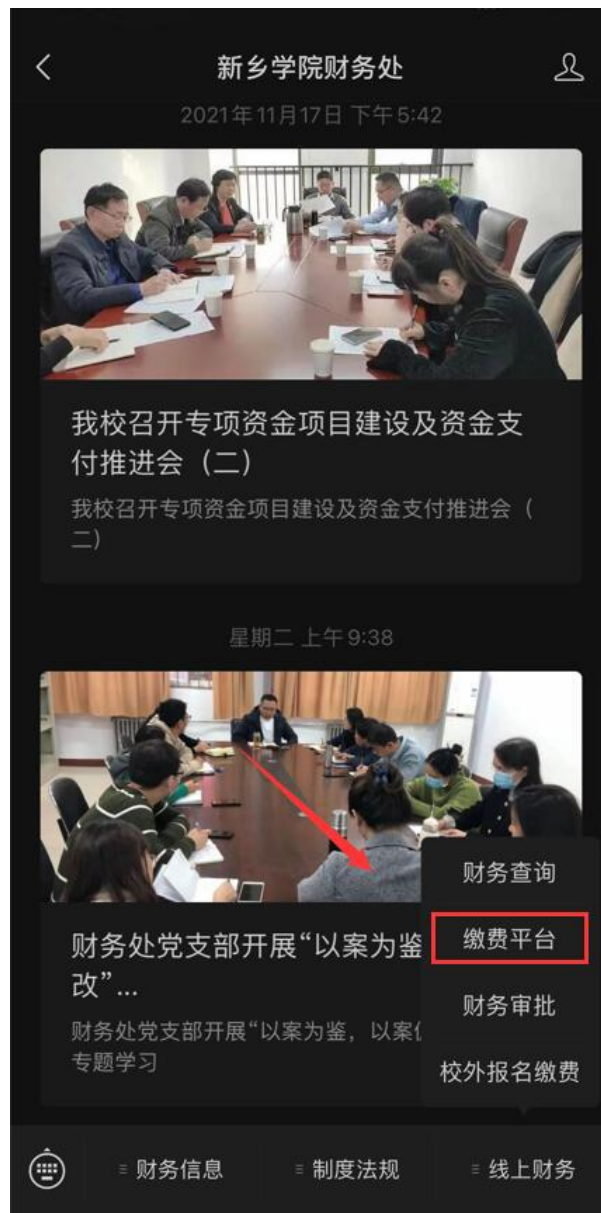 新乡学院财务处
2021年11月17日 下午5:42
我校召开专项资金项目建设及资金支
付推进会（二）
我校召开专项资金项目建设及资金支付推进会（
二）
星期二 上午9:38
财务处党支部开展“以案为鉴
改”...
财务处党支部开展“以案为鉴，以案
专题学习
财务查询
缴费平台
财务审批
校外报名缴费
财务信息
制度法规
线上财务